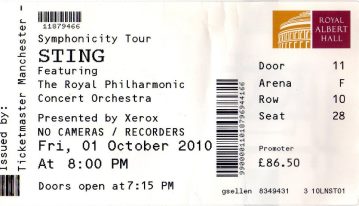 11879466
Symphonicity Tour
STING
Featuring
The Royal Philharmonic
Concert Orchestra
Presented by Xerox
NO CAMERAS / RECORDERS
Fri, 01 October 2010
At 8:00 PM
Doors open at 7:15 PM
Issued by:
Ticketmaster Manchester -
ROYAL
ALBERT
HALL
Door 11
Arena F
Row 10
Seat 28
Promoter
£86.50
gsellen 8349431 3 10LNST01